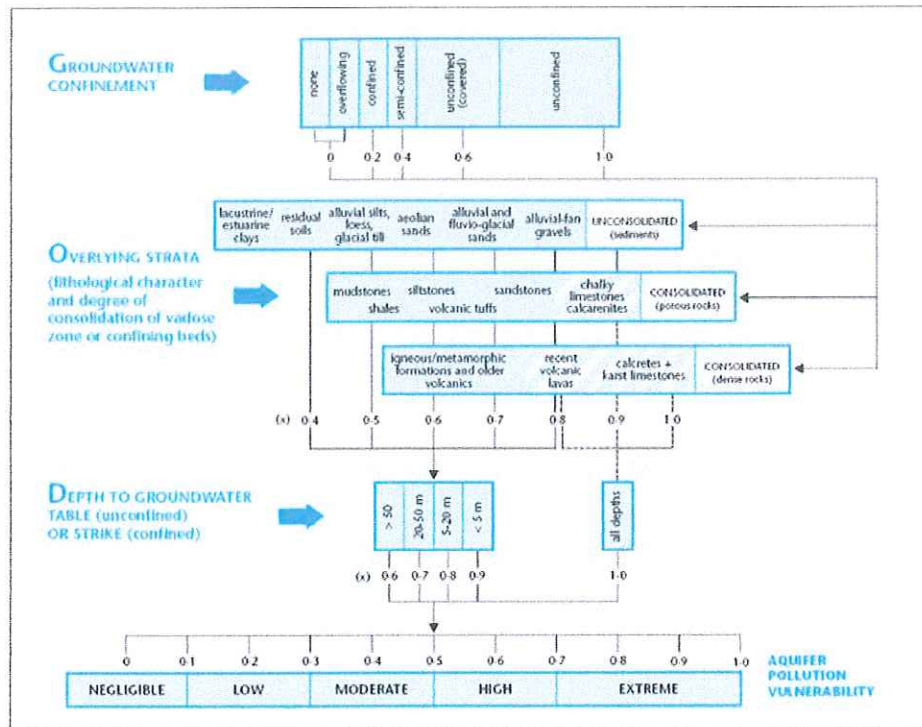 GROUNDWATER
CONFINEMENT
none
overflowing
confined
semi-confined
unconfined
(covered)
unconfined
0
0·2
0·4
0·6
1·0
lacustrine/
estuarine
clays
residual
soils
alluvial silts,
loess,
glacial till
aeolian
sands
alluvial and
fluvio-glacial
sands
alluvial-fan
gravels
UNCONSOLIDATED
(sediments)
OVERLYING STRATA
(lithological character
and degree of
consolidation of vadose
zone or confining beds)
mudstones
shales
siltstones
volcanic tuffs
sandstones
chalky
limestones
calcarenites
CONSOLIDATED
(porous rocks)
igneous/metamorphic
formations and older
volcanics
recent
volcanic
lavas
calcretes +
karst limestones
CONSOLIDATED
(dense rocks)
(x) 0·4 0·5 0·6 0·7 0·8 0·9 1·0
DEPTH TO GROUNDWATER
TABLE (unconfined)
OR STRIKE (confined)
> 50
20-50 m
5-20 m
< 5 m
all depths
(x) 0·6 0·7 0·8 0·9 1·0
0 0·1 0·2 0·3 0·4 0·5 0·6 0·7 0·8 0·9 1·0
NEGLIGIBLE LOW MODERATE HIGH EXTREME
AQUIFER
POLLUTION
VULNERABILITY